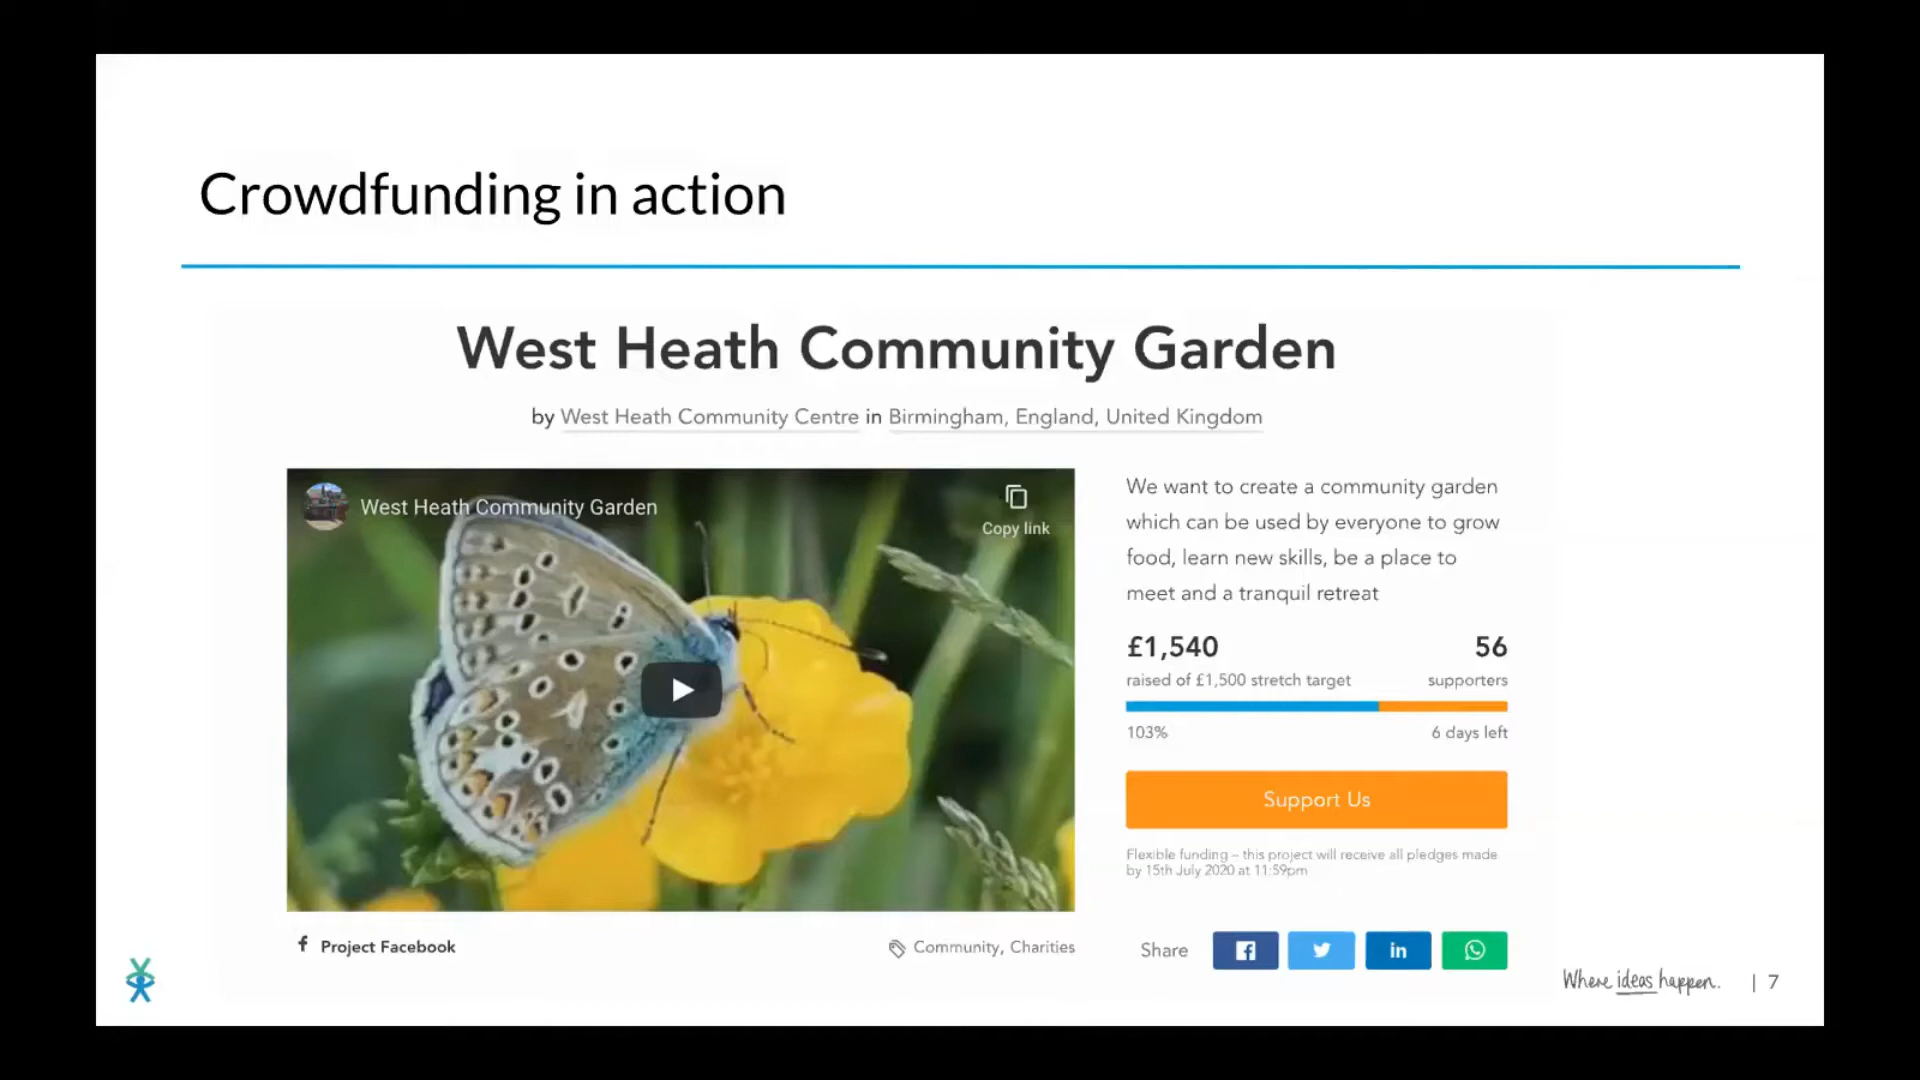 Crowdfunding in action
West Heath Community Garden
by West Heath Community Centre in Birmingham, England, United Kingdom
West Heath Community Garden
Copy link
We want to create a community garden
which can be used by everyone to grow
food, learn new skills, be a place to
meet and a tranquil retreat
£1,540 56
raised of £1,500 stretch target supporters
103% 6 days left
Support Us
Flexible funding – this project will receive all pledges made
by 15th July 2020 at 11:59pm
Project Facebook
Community, Charities
Share
Where ideas happen. | 7